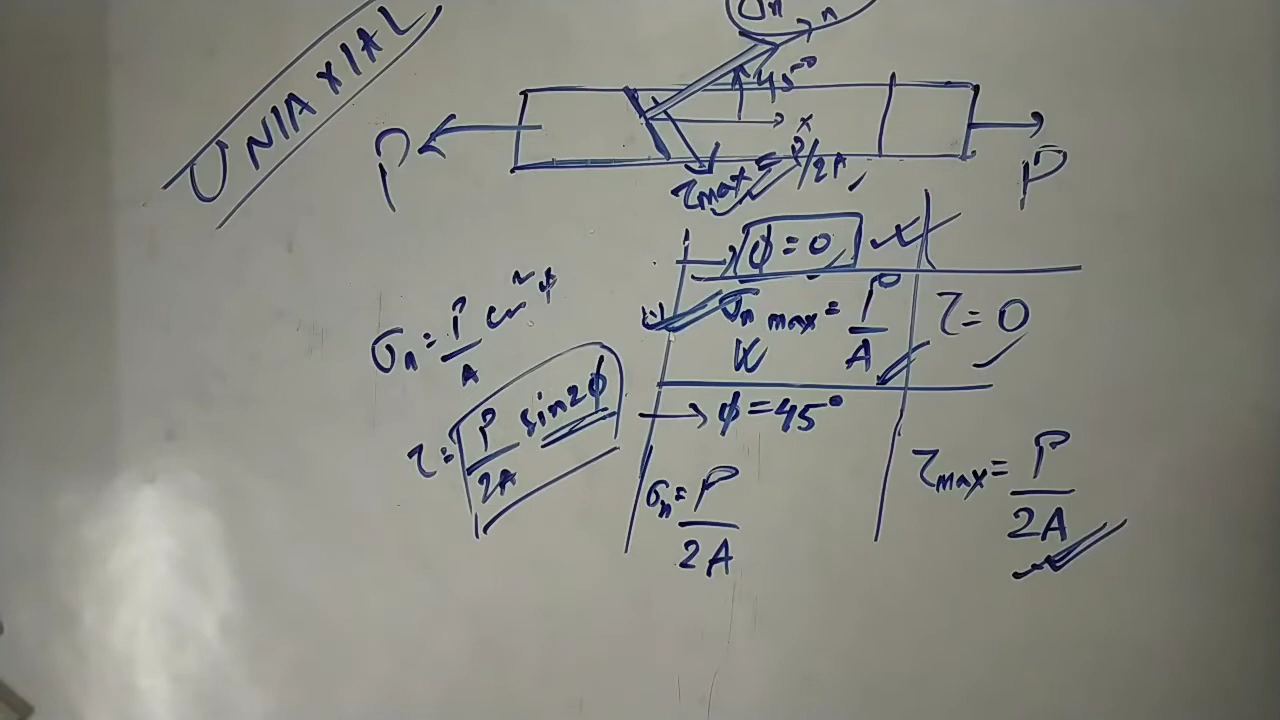 UNIAXIAL
σn n
45°
P x P
τmax = P/2A
ϕ = 0
σn = P/A cos²ϕ
σn max = P/A τ = 0
τ = P/2A sin2ϕ
→ ϕ = 45°
σn = P/2A τmax = P/2A